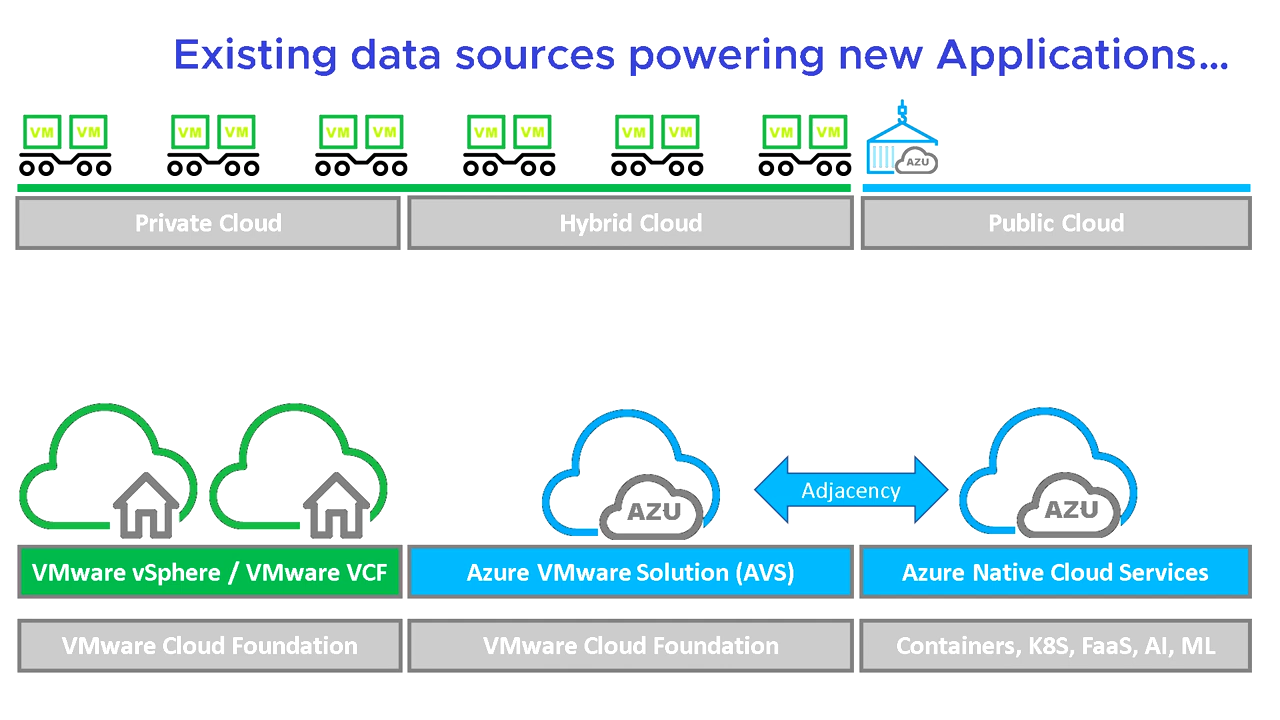 Existing data sources powering new Applications...
VM VM VM VM VM VM VM VM VM VM VM VM AZU
Private Cloud Hybrid Cloud Public Cloud
AZU Adjacency AZU
VMware vSphere / VMware VCF Azure VMware Solution (AVS) Azure Native Cloud Services
VMware Cloud Foundation VMware Cloud Foundation Containers, K8S, FaaS, AI, ML